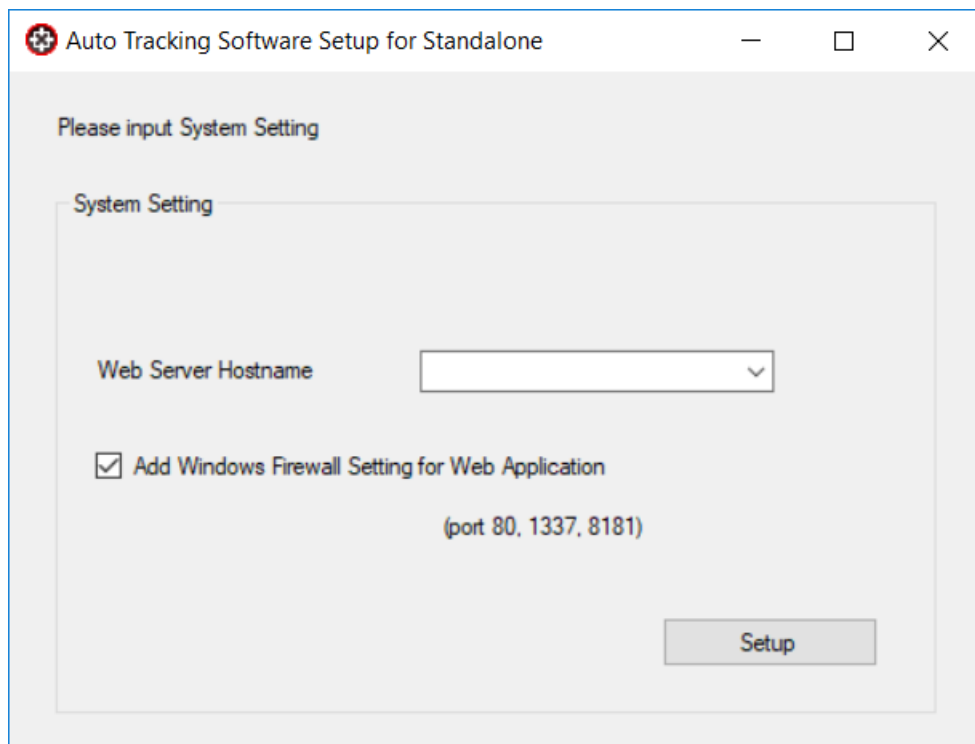 Auto Tracking Software Setup for Standalone
Please input System Setting
System Setting
Web Server Hostname
Add Windows Firewall Setting for Web Application
(port 80, 1337, 8181)
Setup